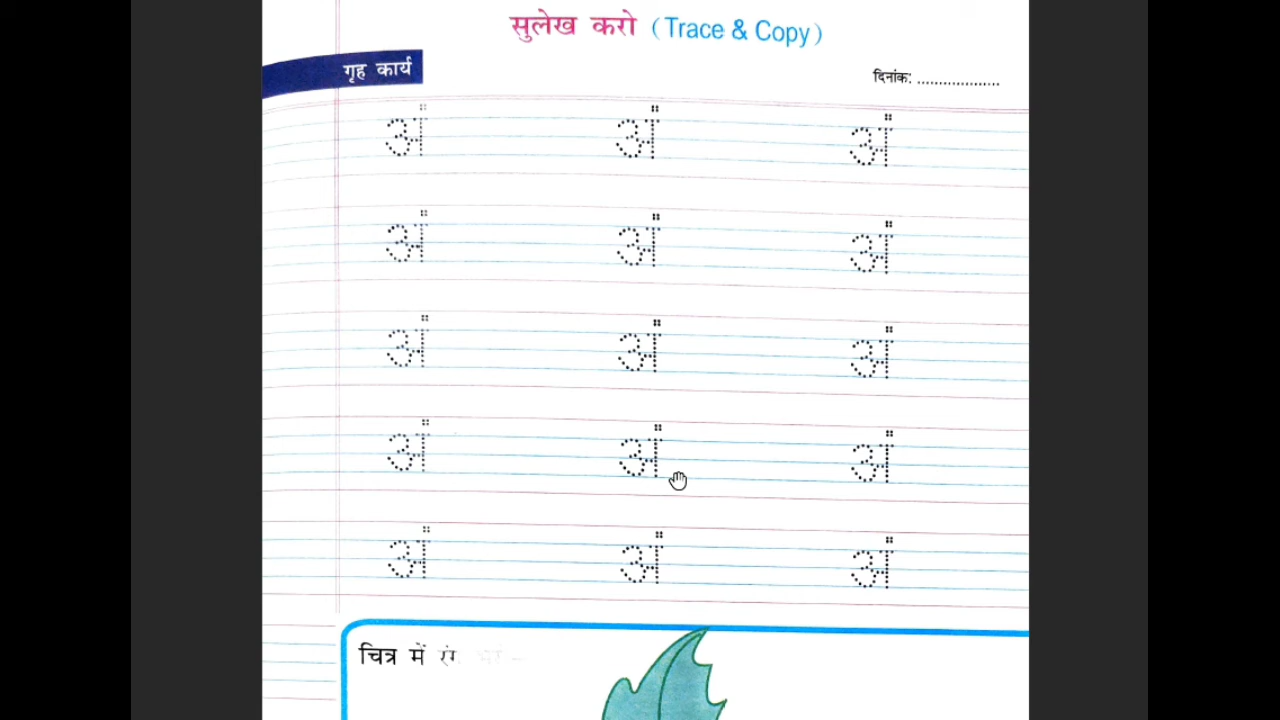 सुलेख करो (Trace & Copy)
गृह कार्य
दिनांक: ...................
अं अं अं
अं अं अं
अं अं अं
अं अं अं
अं अं अं
चित्र में रंग